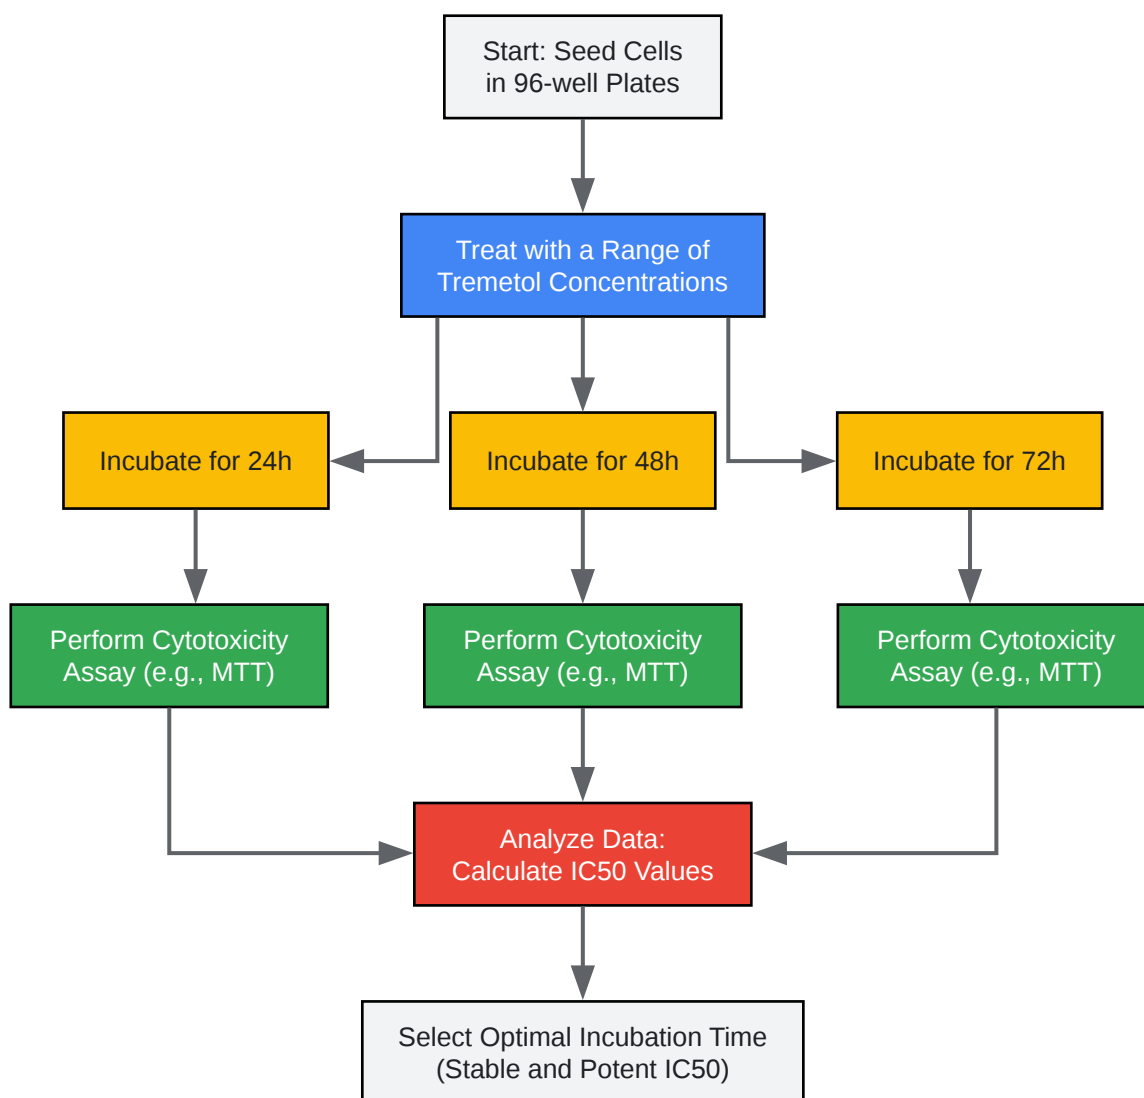 Start: Seed Cells
in 96-well Plates
Treat with a Range of
Tremetol Concentrations
Incubate for 24h
Incubate for 48h
Incubate for 72h
Perform Cytotoxicity
Assay (e.g., MTT)
Perform Cytotoxicity
Assay (e.g., MTT)
Perform Cytotoxicity
Assay (e.g., MTT)
Analyze Data:
Calculate IC50 Values
Select Optimal Incubation Time
(Stable and Potent IC50)